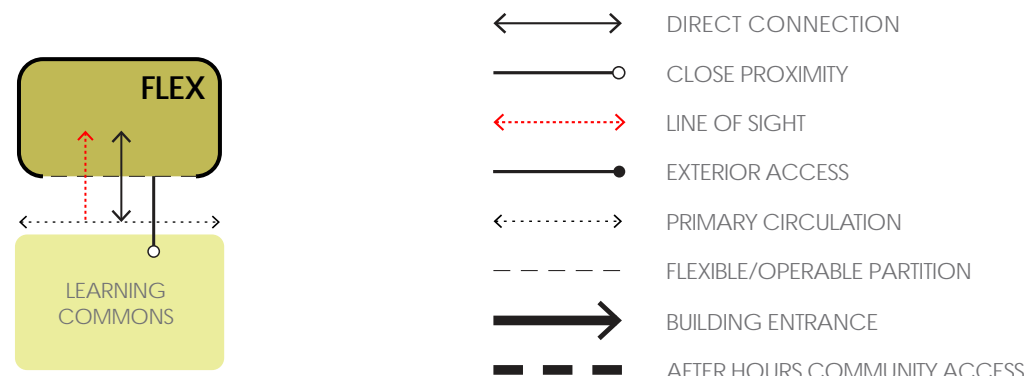 FLEX
LEARNING
COMMONS
DIRECT CONNECTION
CLOSE PROXIMITY
LINE OF SIGHT
EXTERIOR ACCESS
PRIMARY CIRCULATION
FLEXIBLE/OPERABLE PARTITION
BUILDING ENTRANCE
AFTER HOURS COMMUNITY ACCESS